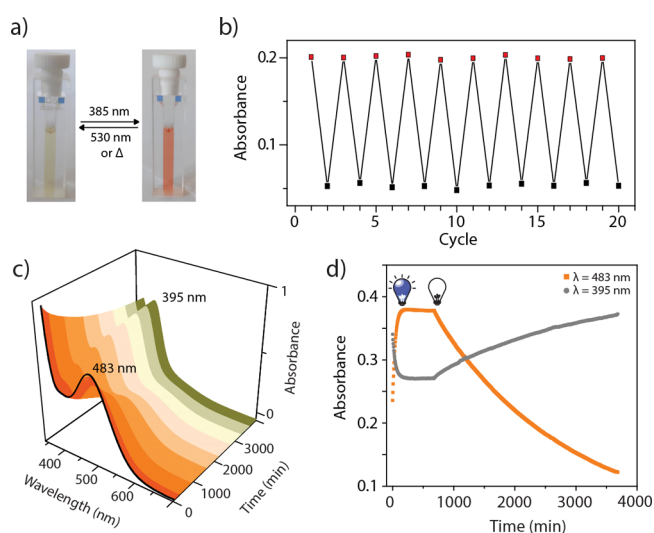 a)
385 nm
530 nm
or Δ
b)
Absorbance
0.2
0.1
0
5
10
15
20
Cycle
c)
395 nm
483 nm
1
0
Absorbance
400
500
600
Wavelength (nm)
0
1000
2000
3000
Time (min)
d)
λ = 483 nm
λ = 395 nm
Absorbance
0.4
0.3
0.2
0.1
0
1000
2000
3000
4000
Time (min)